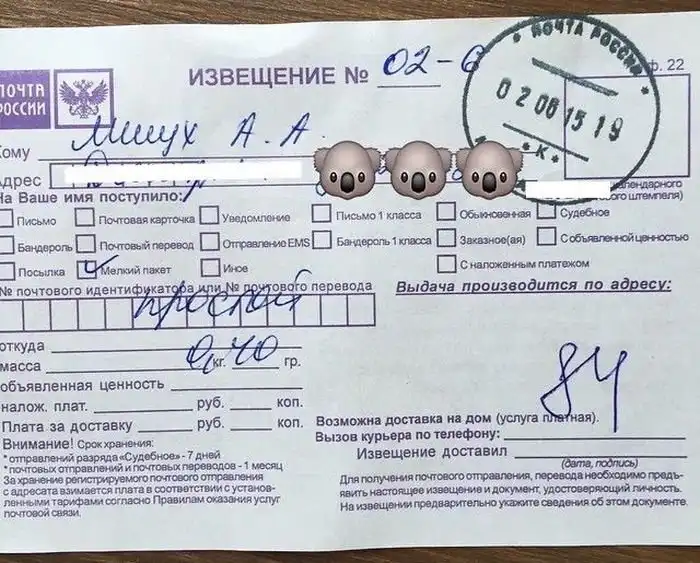 ПОЧТА РОССИИ
ИЗВЕЩЕНИЕ № 02-6
ф. 22
ПОЧТА РОССИИ
02 06 15 19
* К *
Кому Мишух А. А.
Адрес
календарного
штемпеля)
На Ваше имя поступило:
Письмо Почтовая карточка Уведомление Письмо 1 класса Обыкновенная Судебное
Бандероль Почтовый перевод Отправление EMS Бандероль 1 класса Заказное(ая) С объявленной ценностью
Посылка Мелкий пакет Иное С наложенным платежом
№ почтового идентификатора или № почтового перевода
Выдача производится по адресу:
простой
откуда
масса 0, кг. 40 гр.
84
объявленная ценность
налож. плат. руб. коп.
Плата за доставку руб. коп.
Возможна доставка на дом (услуга платная).
Вызов курьера по телефону:
Извещение доставил
(дата, подпись)
Внимание! Срок хранения:
* отправлений разряда «Судебное» - 7 дней
* почтовых отправлений и почтовых переводов - 1 месяц
За хранение регистрируемого почтового отправления
с адресата взимается плата в соответствии с установ-
ленными тарифами согласно Правилам оказания услуг
почтовой связи.
Для получения почтового отправления, перевода необходимо предъ-
явить настоящее извещение и документ, удостоверяющий личность.
На извещении предварительно укажите сведения об этом документе.